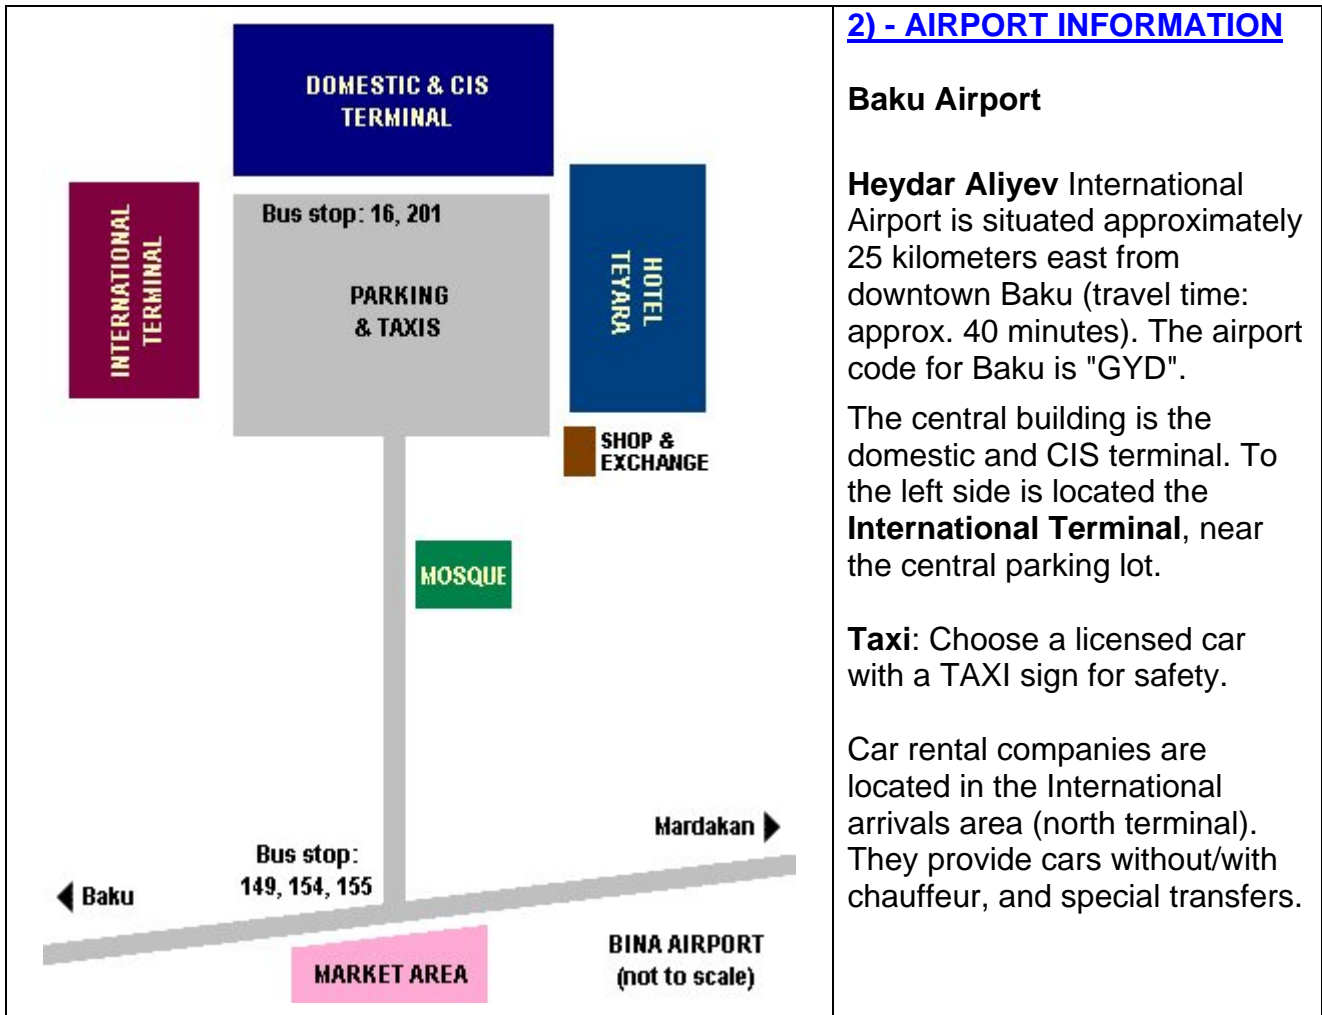 DOMESTIC & CIS
TERMINAL
INTERNATIONAL
TERMINAL
Bus stop: 16, 201
PARKING
& TAXIS
HOTEL
TEYARA
SHOP &
EXCHANGE
MOSQUE
Mardakan
Bus stop:
149, 154, 155
Baku
MARKET AREA
BINA AIRPORT
(not to scale)
2) - AIRPORT INFORMATION
Baku Airport
Heydar Aliyev International
Airport is situated approximately
25 kilometers east from
downtown Baku (travel time:
approx. 40 minutes). The airport
code for Baku is "GYD".
The central building is the
domestic and CIS terminal. To
the left side is located the
International Terminal, near
the central parking lot.
Taxi: Choose a licensed car
with a TAXI sign for safety.
Car rental companies are
located in the International
arrivals area (north terminal).
They provide cars without/with
chauffeur, and special transfers.